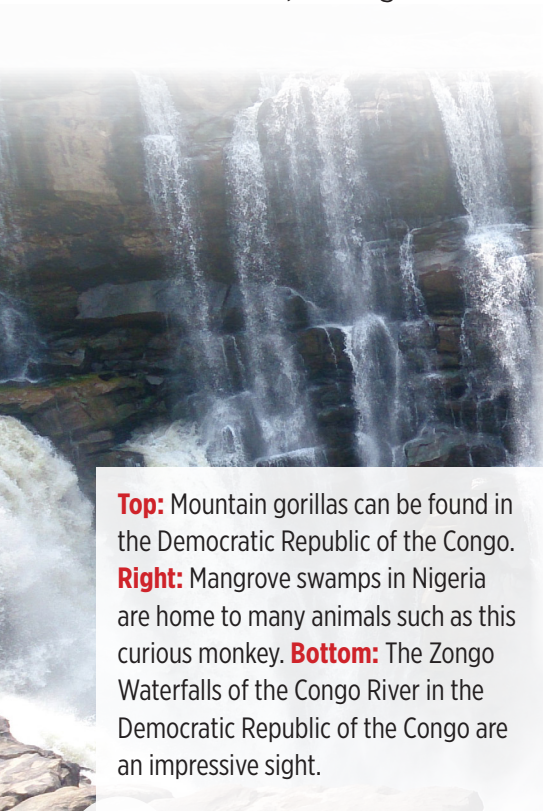 Top: Mountain gorillas can be found in
the Democratic Republic of the Congo.
Right: Mangrove swamps in Nigeria
are home to many animals such as this
curious monkey. Bottom: The Zongo
Waterfalls of the Congo River in the
Democratic Republic of the Congo are
an impressive sight.